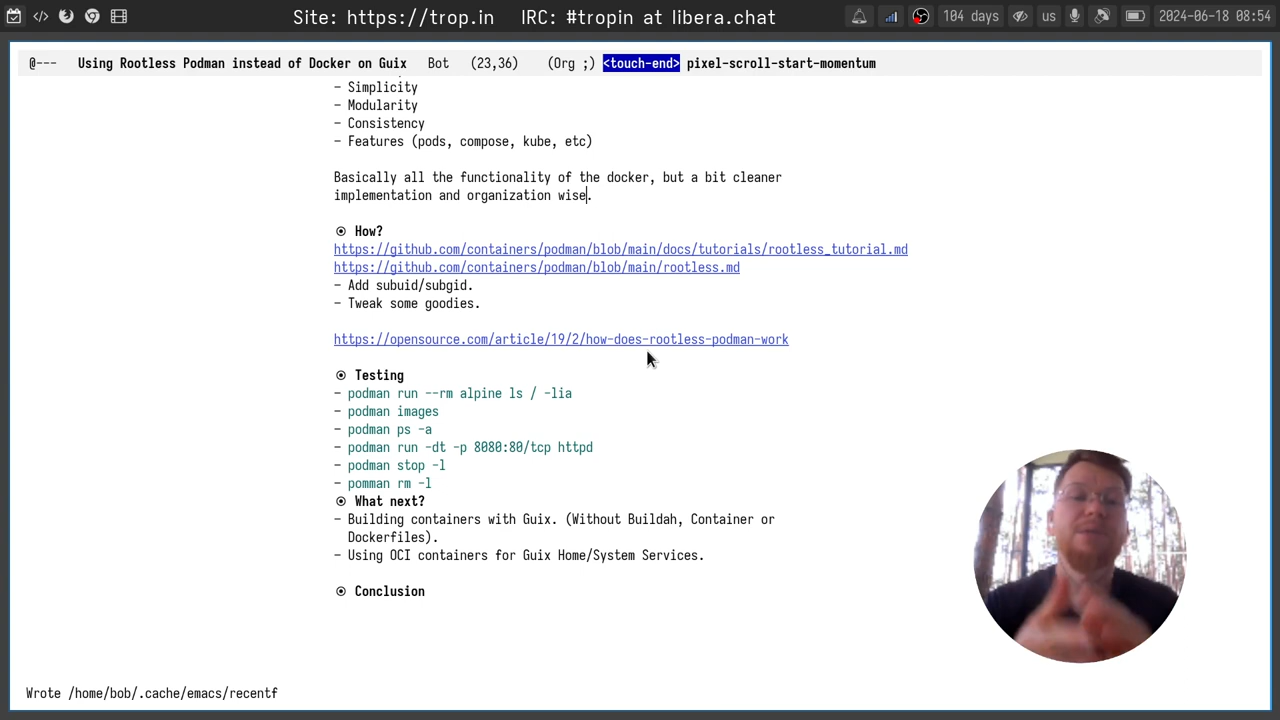 Site: https://trop.in IRC: #tropin at libera.chat
104 days us 2024-06-18 08:54
@--- Using Rootless Podman instead of Docker on Guix Bot (23,36) (Org ;) <touch-end> pixel-scroll-start-momentum
- Simplicity
- Modularity
- Consistency
- Features (pods, compose, kube, etc)
Basically all the functionality of the docker, but a bit cleaner
implementation and organization wise.
How?
https://github.com/containers/podman/blob/main/docs/tutorials/rootless_tutorial.md
https://github.com/containers/podman/blob/main/rootless.md
- Add subuid/subgid.
- Tweak some goodies.
https://opensource.com/article/19/2/how-does-rootless-podman-work
Testing
- podman run --rm alpine ls / -lia
- podman images
- podman ps -a
- podman run -dt -p 8080:80/tcp httpd
- podman stop -l
- pomman rm -l
What next?
- Building containers with Guix. (Without Buildah, Container or
Dockerfiles).
- Using OCI containers for Guix Home/System Services.
Conclusion
Wrote /home/bob/.cache/emacs/recentf